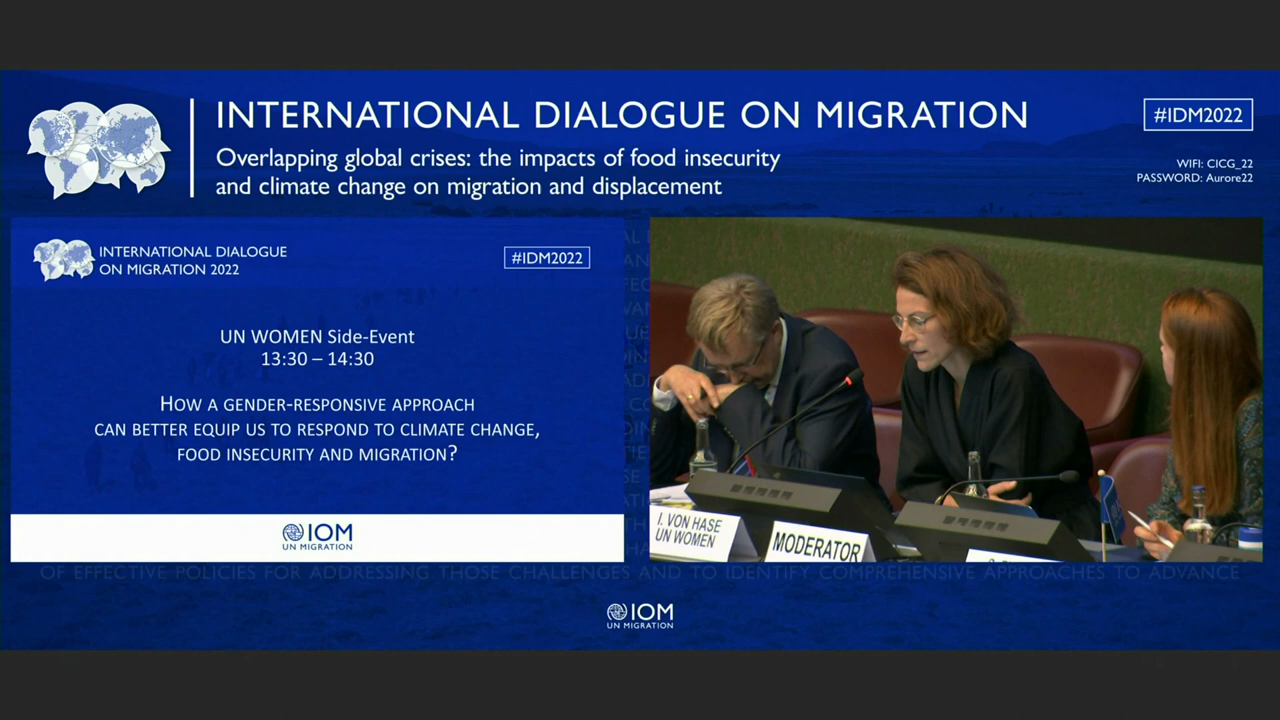 INTERNATIONAL DIALOGUE ON MIGRATION
Overlapping global crises: the impacts of food insecurity
and climate change on migration and displacement
#IDM2022
WIFI: CICG_22
PASSWORD: Aurore22
INTERNATIONAL DIALOGUE
ON MIGRATION 2022
#IDM2022
UN WOMEN Side-Event
13:30 – 14:30
HOW A GENDER-RESPONSIVE APPROACH
CAN BETTER EQUIP US TO RESPOND TO CLIMATE CHANGE,
FOOD INSECURITY AND MIGRATION?
IOM
UN MIGRATION
I. VON HASE
UN WOMEN
MODERATOR
OF EFFECTIVE POLICIES FOR ADDRESSING THOSE CHALLENGES AND TO IDENTIFY COMPREHENSIVE APPROACHES TO ADVANCE
IOM
UN MIGRATION